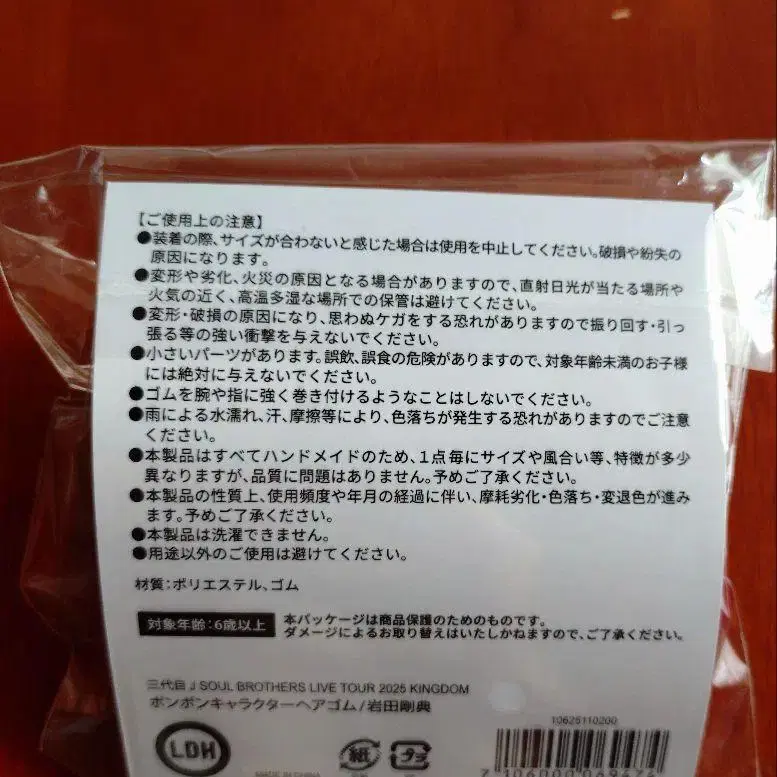 【ご使用上の注意】
●装着の際、サイズが合わないと感じた場合は使用を中止してください。破損や紛失の
原因になります。
●変形や劣化、火災の原因となる場合がありますので、直射日光が当たる場所や
火気の近く、高温多湿な場所での保管は避けてください。
●変形・破損の原因になり、思わぬケガをする恐れがありますので振り回す・引っ
張る等の強い衝撃を与えないでください。
●小さいパーツがあります。誤飲、誤食の危険がありますので、対象年齢未満のお子様
には絶対に与えないでください。
●ゴムを腕や指に強く巻き付けるようなことはしないでください。
●雨による水濡れ、汗、摩擦等により、色落ちが発生する恐れがありますのでご注意
ください。
●本製品はすべてハンドメイドのため、1点毎にサイズや風合い等、特徴が多少
異なりますが、品質に問題はありません。予めご了承ください。
●本製品の性質上、使用頻度や年月の経過に伴い、摩耗劣化・色落ち・変退色が進み
ます。予めご了承ください。
●本製品は洗濯できません。
●用途以外のご使用は避けてください。
材質：ポリエステル、ゴム
対象年齢：6歳以上
本パッケージは商品保護のためのものです。
ダメージによるお取り替えはいたしかねますので、ご了承ください。
三代目 J SOUL BROTHERS LIVE TOUR 2025 KINGDOM
ポンポンキャラクターヘアゴム/岩田剛典
10625110200
LDH
紙
プラ
MADE IN CHINA